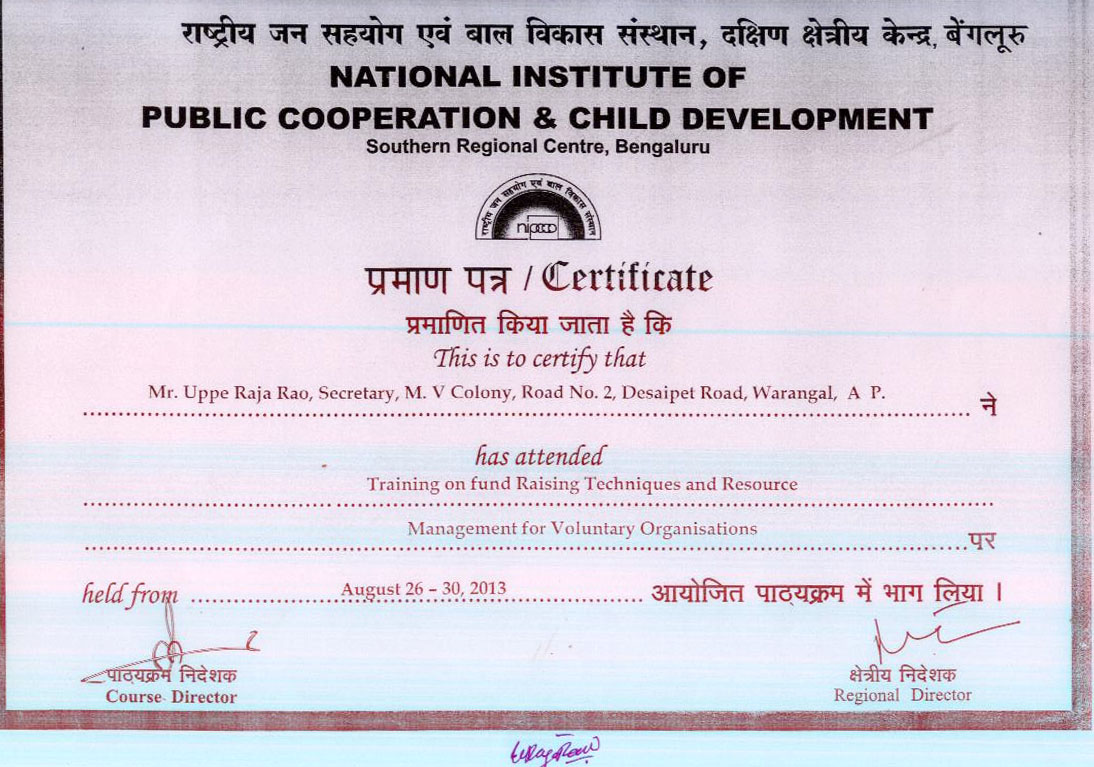 राष्ट्रीय जन सहयोग एवं बाल विकास संस्थान, दक्षिण क्षेत्रीय केन्द्र, बेंगलूरु
NATIONAL INSTITUTE OF
PUBLIC COOPERATION & CHILD DEVELOPMENT
Southern Regional Centre, Bengaluru
राष्ट्रीय जन सहयोग एवं बाल विकास संस्थान
nipccd
प्रमाण पत्र / Certificate
प्रमाणित किया जाता है कि
This is to certify that
Mr. Uppe Raja Rao, Secretary, M. V Colony, Road No. 2, Desaipet Road, Warangal, A P.
ने
has attended
Training on fund Raising Techniques and Resource
Management for Voluntary Organisations
पर
held from August 26 – 30, 2013 आयोजित पाठ्यक्रम में भाग लिया ।
पाठ्यक्रम निदेशक क्षेत्रीय निदेशक
Course Director Regional Director